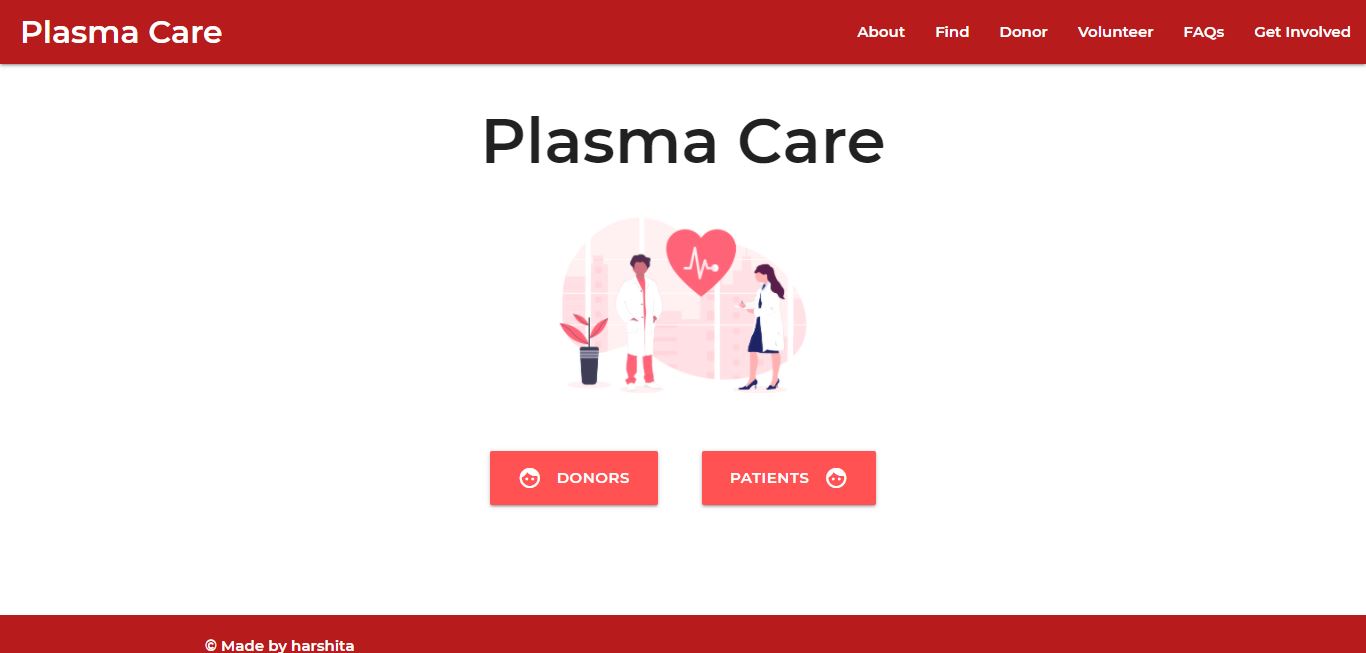 Plasma Care
About Find Donor Volunteer FAQs Get Involved
Plasma Care
DONORS
PATIENTS
© Made by harshita